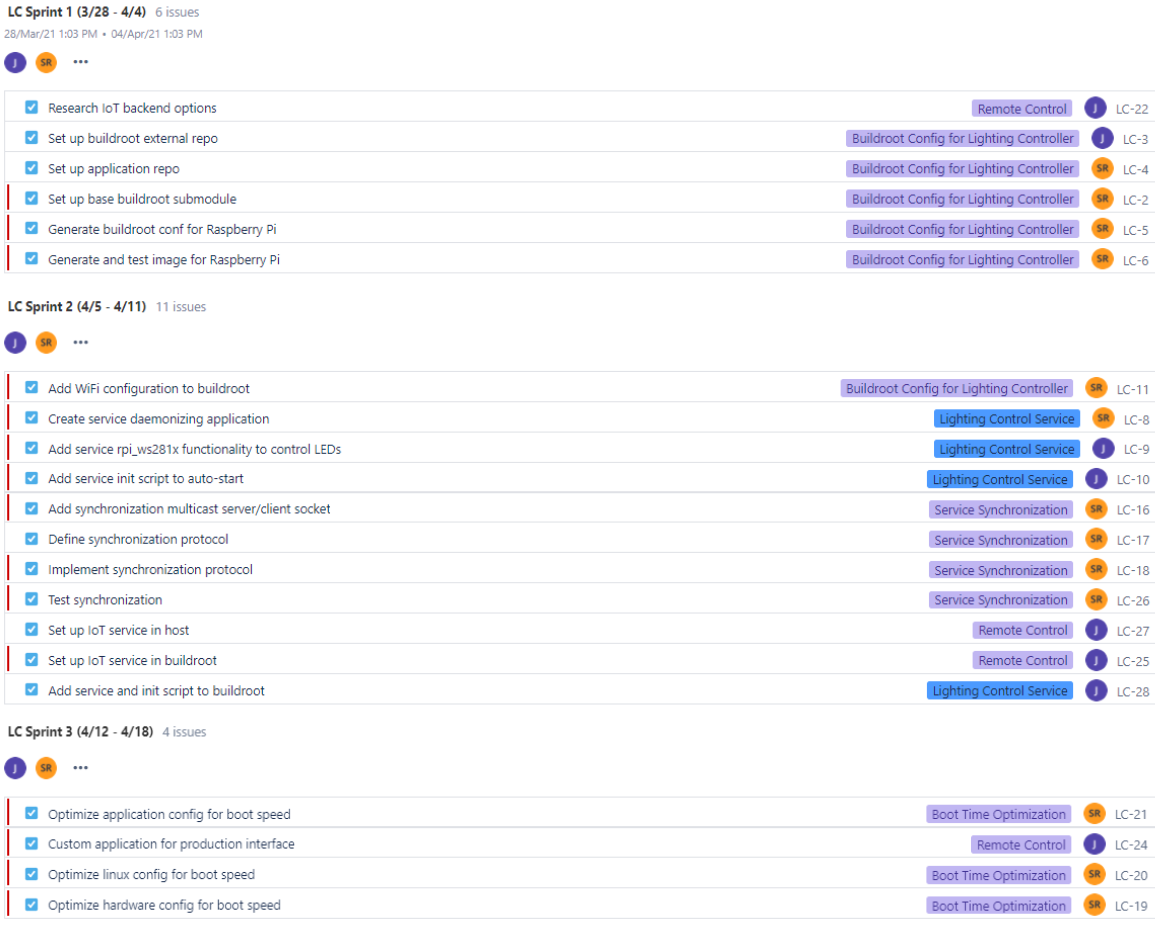 LC Sprint 1 (3/28 - 4/4) 6 issues
28/Mar/21 1:03 PM • 04/Apr/21 1:03 PM
J SR •••
Research IoT backend options Remote Control J LC-22
Set up buildroot external repo Buildroot Config for Lighting Controller J LC-3
Set up application repo Buildroot Config for Lighting Controller SR LC-4
Set up base buildroot submodule Buildroot Config for Lighting Controller SR LC-2
Generate buildroot conf for Raspberry Pi Buildroot Config for Lighting Controller SR LC-5
Generate and test image for Raspberry Pi Buildroot Config for Lighting Controller SR LC-6
LC Sprint 2 (4/5 - 4/11) 11 issues
J SR •••
Add WiFi configuration to buildroot Buildroot Config for Lighting Controller SR LC-11
Create service daemonizing application Lighting Control Service SR LC-8
Add service rpi_ws281x functionality to control LEDs Lighting Control Service J LC-9
Add service init script to auto-start Lighting Control Service J LC-10
Add synchronization multicast server/client socket Service Synchronization SR LC-16
Define synchronization protocol Service Synchronization SR LC-17
Implement synchronization protocol Service Synchronization SR LC-18
Test synchronization Service Synchronization SR LC-26
Set up IoT service in host Remote Control J LC-27
Set up IoT service in buildroot Remote Control J LC-25
Add service and init script to buildroot Lighting Control Service J LC-28
LC Sprint 3 (4/12 - 4/18) 4 issues
J SR •••
Optimize application config for boot speed Boot Time Optimization SR LC-21
Custom application for production interface Remote Control J LC-24
Optimize linux config for boot speed Boot Time Optimization SR LC-20
Optimize hardware config for boot speed Boot Time Optimization SR LC-19